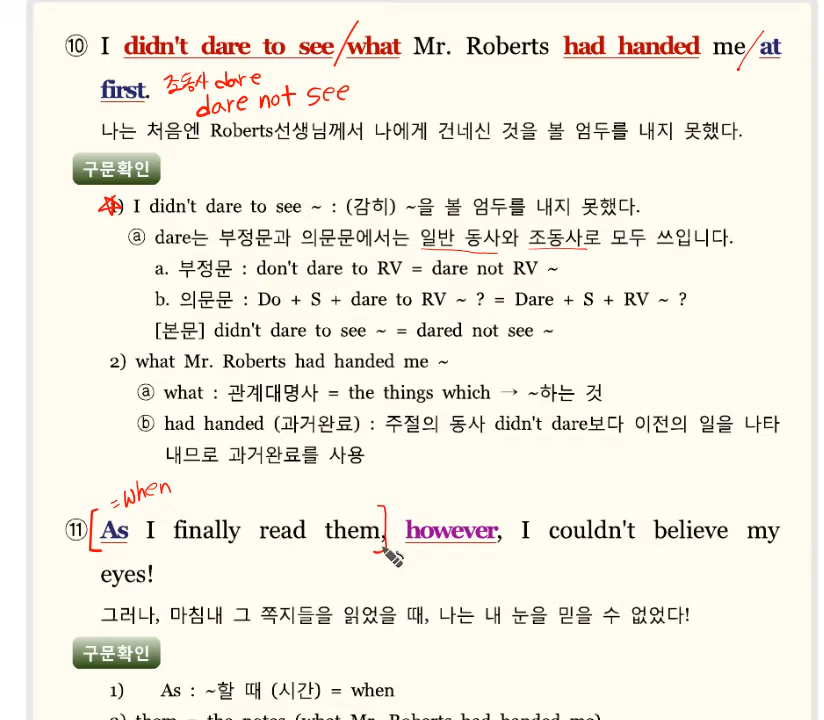 ⑩ I didn't dare to see / what Mr. Roberts had handed me / at
first. 조동사 dare
dare not see
나는 처음엔 Roberts선생님께서 나에게 건네신 것을 볼 엄두를 내지 못했다.
구문확인
1) I didn't dare to see ~ : (감히) ~을 볼 엄두를 내지 못했다.
ⓐ dare는 부정문과 의문문에서는 일반 동사와 조동사로 모두 쓰입니다.
a. 부정문 : don't dare to RV = dare not RV ~
b. 의문문 : Do + S + dare to RV ~ ? = Dare + S + RV ~ ?
[본문] didn't dare to see ~ = dared not see ~
2) what Mr. Roberts had handed me ~
ⓐ what : 관계대명사 = the things which → ~하는 것
ⓑ had handed (과거완료) : 주절의 동사 didn't dare보다 이전의 일을 나타
내므로 과거완료를 사용
=when
⑪ [As I finally read them,] however, I couldn't believe my
eyes!
그러나, 마침내 그 쪽지들을 읽었을 때, 나는 내 눈을 믿을 수 없었다!
구문확인
1) As : ~할 때 (시간) = when
2) them = the notes (what Mr. Roberts had handed me)